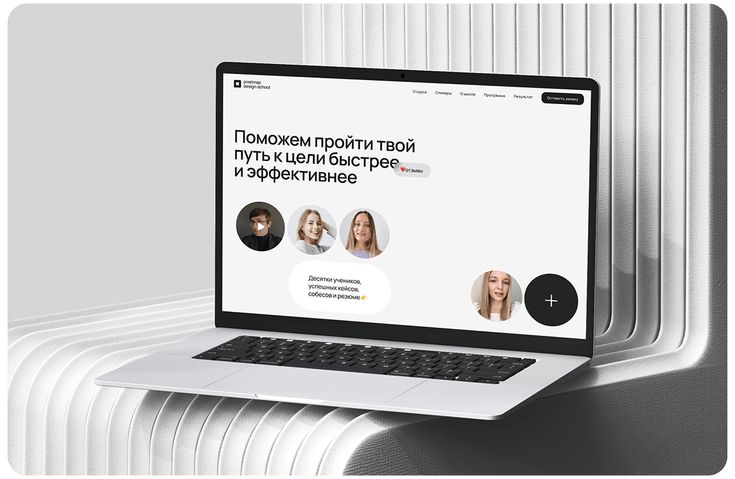 pixelmap
design school
О курсе Спикеры О школе Программа Результат Оставить заявку
Поможем пройти твой
путь к цели быстрее
и эффективнее
❤️отзывы
Десятки учеников,
успешных кейсов,
собесов и резюме 👉